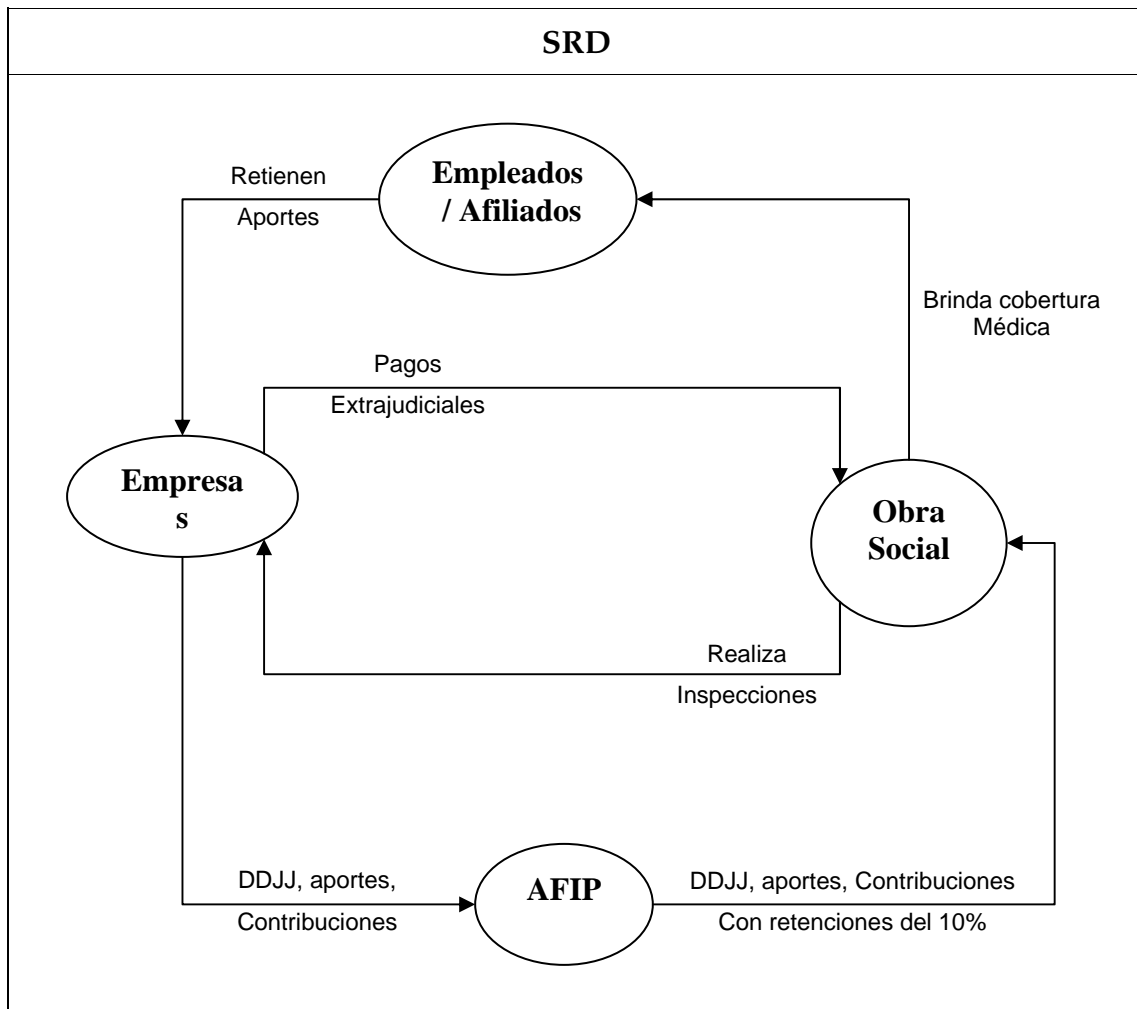 SRD
Empleados
/ Afiliados
Retienen
Aportes
Brinda cobertura
Médica
Pagos
Extrajudiciales
Empresa
s
Obra
Social
Realiza
Inspecciones
DDJJ, aportes,
Contribuciones
AFIP
DDJJ, aportes, Contribuciones
Con retenciones del 10%